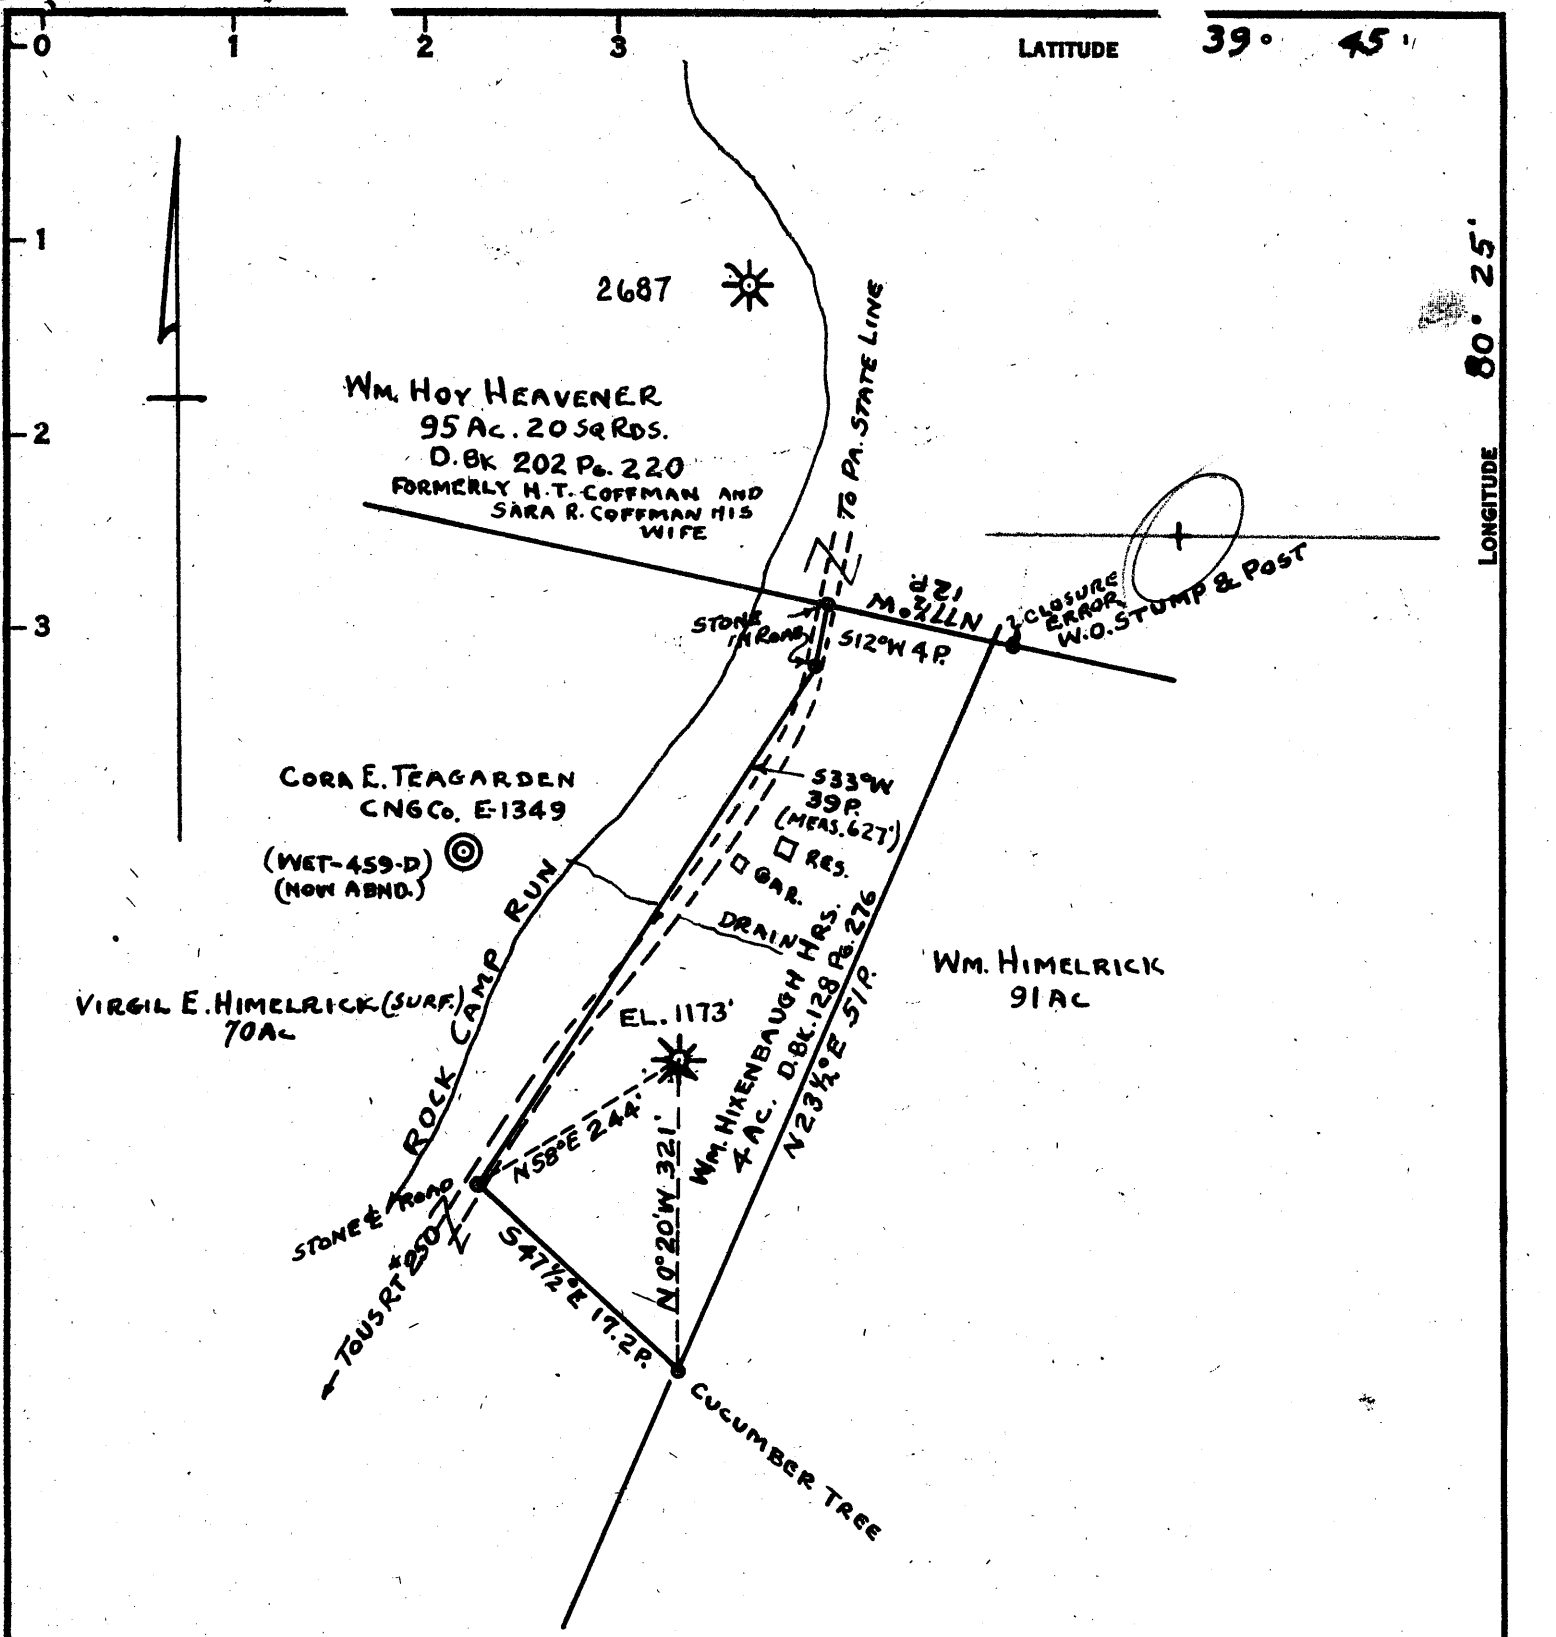 0 1 2 3
LATITUDE 39° 45'
1
2
3
80° 25'
LONGITUDE
2687
TO PA. STATE LINE
WM. HOY HEAVENER
95 AC. 20 SQ RDS.
D.BK 202 PG. 220
FORMERLY H.T. COFFMAN AND
SARA R. COFFMAN HIS
WIFE
N77½°W
12P.
CLOSURE
ERROR
W.O. STUMP & POST
STONE
IN ROAD
S12°W 4P.
CORA E. TEAGARDEN
CNGCO. E-1349
(WET-459-D)
(NOW ABND.)
S33°W
39P.
(MEAS. 627')
RES.
GAR.
DRAIN
ROCK CAMP RUN
VIRGIL E. HIMELRICK (SURF.)
70AC
EL. 1173'
WM. HIXENBAUGH HRS.
4 AC. D.BK. 128 PG. 276
N23½°E 51P.
WM. HIMELRICK
91 AC
N58°E 244'
N0°20'W 321'
STONE ROAD
S47½°E 17.2P.
TO US RT # 250
CUCUMBER TREE